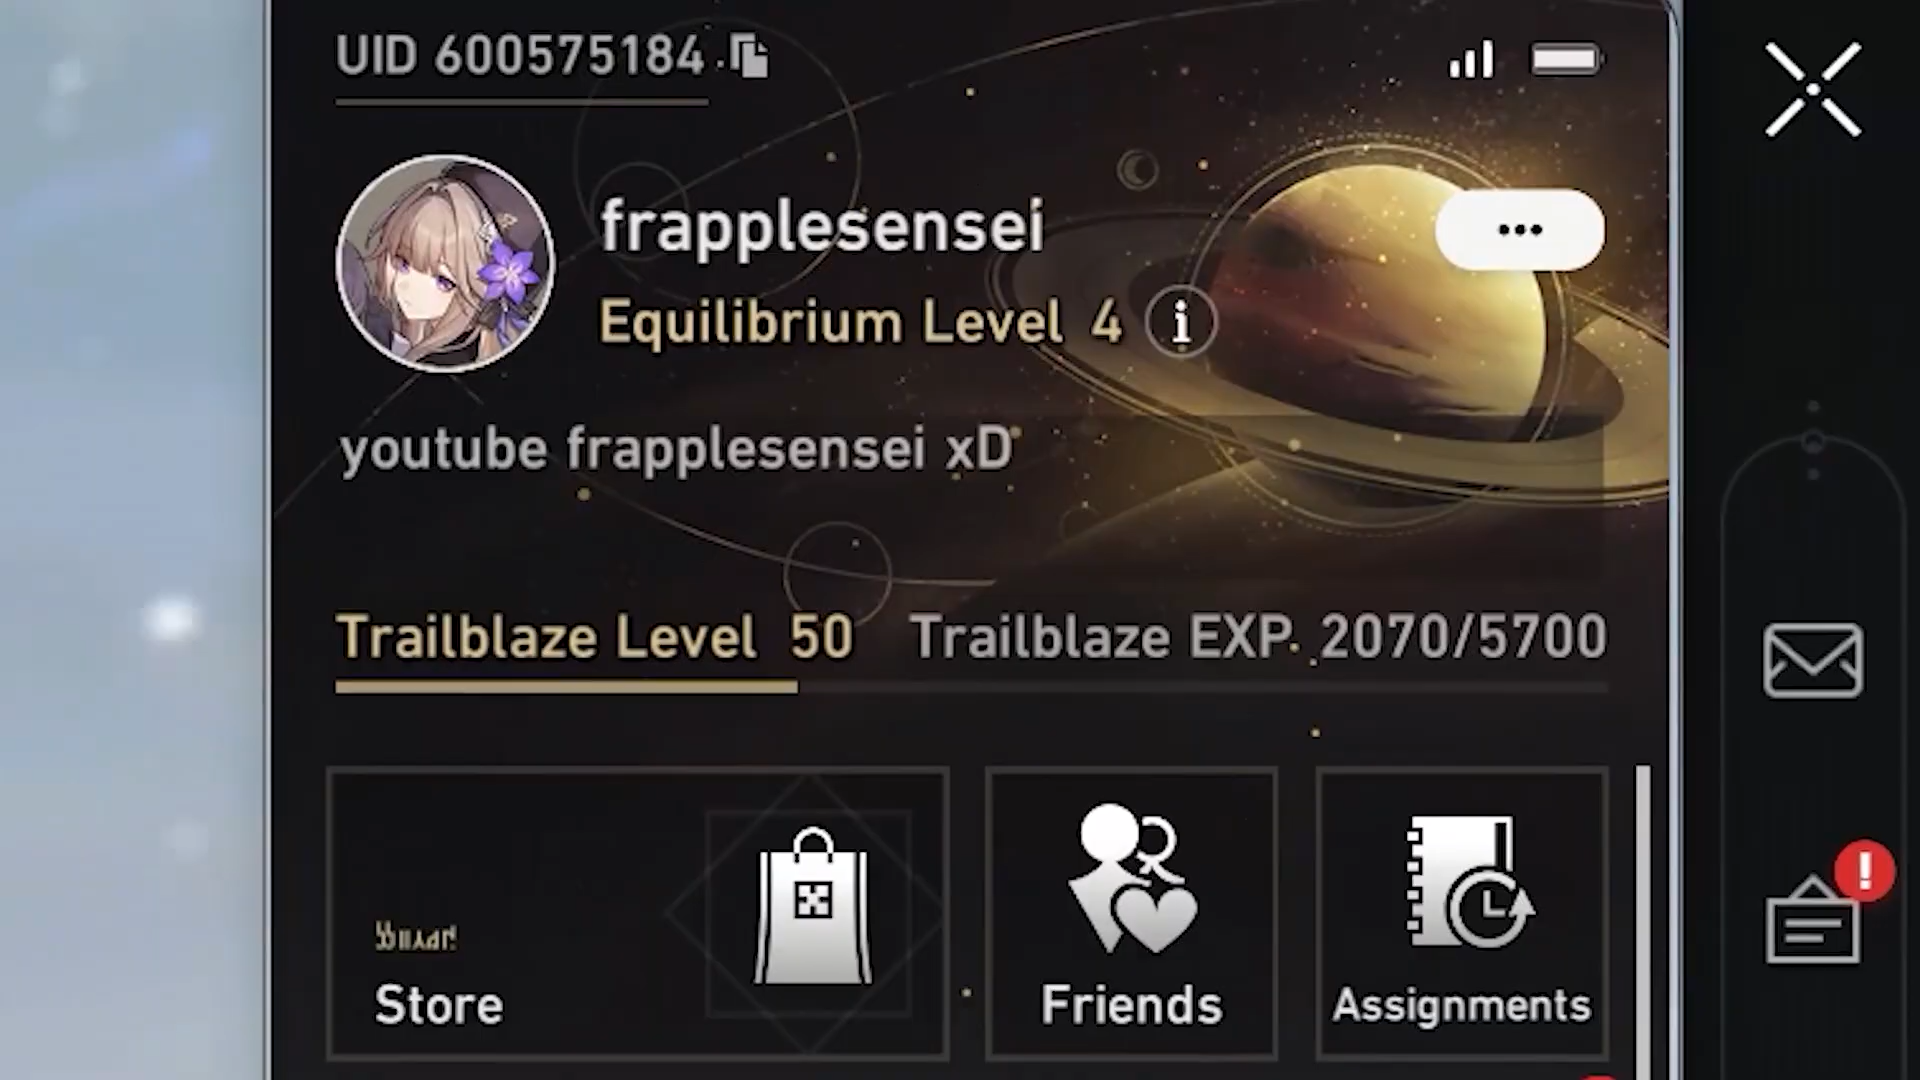 UID 600575184
frapplesensei
Equilibrium Level 4
youtube frapplesensei xD
Trailblaze Level 50 Trailblaze EXP 2070/5700
Store
Friends
Assignments